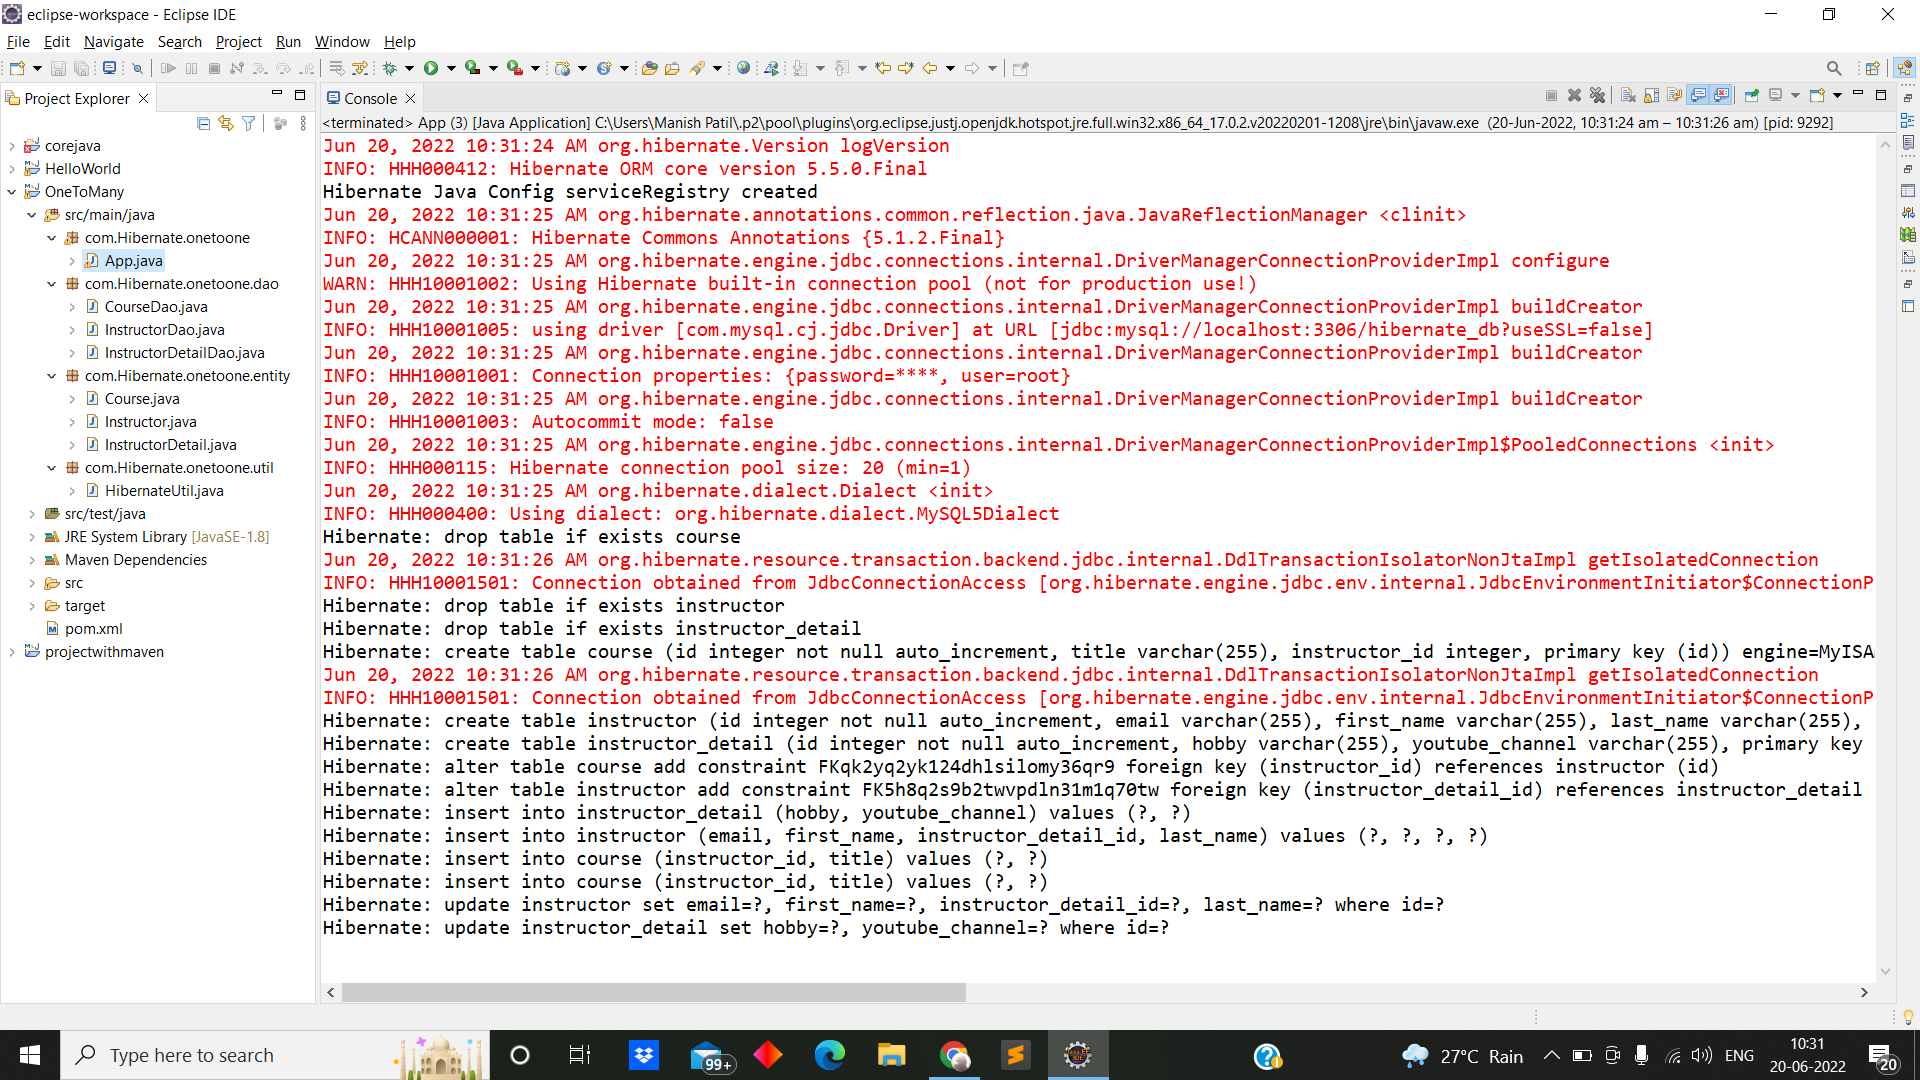 eclipse-workspace - Eclipse IDE
File Edit Navigate Search Project Run Window Help
Project Explorer
corejava
HelloWorld
OneToMany
src/main/java
com.Hibernate.onetoone
App.java
com.Hibernate.onetoone.dao
CourseDao.java
InstructorDao.java
InstructorDetailDao.java
com.Hibernate.onetoone.entity
Course.java
Instructor.java
InstructorDetail.java
com.Hibernate.onetoone.util
HibernateUtil.java
src/test/java
JRE System Library [JavaSE-1.8]
Maven Dependencies
src
target
pom.xml
projectwithmaven
Console
<terminated> App (3) [Java Application] C:\Users\Manish Patil\.p2\pool\plugins\org.eclipse.justj.openjdk.hotspot.jre.full.win32.x86_64_17.0.2.v20220201-1208\jre\bin\javaw.exe (20-Jun-2022, 10:31:24 am – 10:31:26 am) [pid: 9292]
Jun 20, 2022 10:31:24 AM org.hibernate.Version logVersion
INFO: HHH000412: Hibernate ORM core version 5.5.0.Final
Hibernate Java Config serviceRegistry created
Jun 20, 2022 10:31:25 AM org.hibernate.annotations.common.reflection.java.JavaReflectionManager <clinit>
INFO: HCANN000001: Hibernate Commons Annotations {5.1.2.Final}
Jun 20, 2022 10:31:25 AM org.hibernate.engine.jdbc.connections.internal.DriverManagerConnectionProviderImpl configure
WARN: HHH10001002: Using Hibernate built-in connection pool (not for production use!)
Jun 20, 2022 10:31:25 AM org.hibernate.engine.jdbc.connections.internal.DriverManagerConnectionProviderImpl buildCreator
INFO: HHH10001005: using driver [com.mysql.cj.jdbc.Driver] at URL [jdbc:mysql://localhost:3306/hibernate_db?useSSL=false]
Jun 20, 2022 10:31:25 AM org.hibernate.engine.jdbc.connections.internal.DriverManagerConnectionProviderImpl buildCreator
INFO: HHH10001001: Connection properties: {password=****, user=root}
Jun 20, 2022 10:31:25 AM org.hibernate.engine.jdbc.connections.internal.DriverManagerConnectionProviderImpl buildCreator
INFO: HHH10001003: Autocommit mode: false
Jun 20, 2022 10:31:25 AM org.hibernate.engine.jdbc.connections.internal.DriverManagerConnectionProviderImpl$PooledConnections <init>
INFO: HHH000115: Hibernate connection pool size: 20 (min=1)
Jun 20, 2022 10:31:25 AM org.hibernate.dialect.Dialect <init>
INFO: HHH000400: Using dialect: org.hibernate.dialect.MySQL5Dialect
Hibernate: drop table if exists course
Jun 20, 2022 10:31:26 AM org.hibernate.resource.transaction.backend.jdbc.internal.DdlTransactionIsolatorNonJtaImpl getIsolatedConnection
INFO: HHH10001501: Connection obtained from JdbcConnectionAccess [org.hibernate.engine.jdbc.env.internal.JdbcEnvironmentInitiator$ConnectionP
Hibernate: drop table if exists instructor
Hibernate: drop table if exists instructor_detail
Hibernate: create table course (id integer not null auto_increment, title varchar(255), instructor_id integer, primary key (id)) engine=MyISA
Jun 20, 2022 10:31:26 AM org.hibernate.resource.transaction.backend.jdbc.internal.DdlTransactionIsolatorNonJtaImpl getIsolatedConnection
INFO: HHH10001501: Connection obtained from JdbcConnectionAccess [org.hibernate.engine.jdbc.env.internal.JdbcEnvironmentInitiator$ConnectionP
Hibernate: create table instructor (id integer not null auto_increment, email varchar(255), first_name varchar(255), last_name varchar(255),
Hibernate: create table instructor_detail (id integer not null auto_increment, hobby varchar(255), youtube_channel varchar(255), primary key
Hibernate: alter table course add constraint FKqk2yq2yk124dhlsilomy36qr9 foreign key (instructor_id) references instructor (id)
Hibernate: alter table instructor add constraint FK5h8q2s9b2twvpdln31m1q70tw foreign key (instructor_detail_id) references instructor_detail
Hibernate: insert into instructor_detail (hobby, youtube_channel) values (?, ?)
Hibernate: insert into instructor (email, first_name, instructor_detail_id, last_name) values (?, ?, ?, ?)
Hibernate: insert into course (instructor_id, title) values (?, ?)
Hibernate: insert into course (instructor_id, title) values (?, ?)
Hibernate: update instructor set email=?, first_name=?, instructor_detail_id=?, last_name=? where id=?
Hibernate: update instructor_detail set hobby=?, youtube_channel=? where id=?
Type here to search
99+
27°C Rain
ENG
10:31
20-06-2022
20